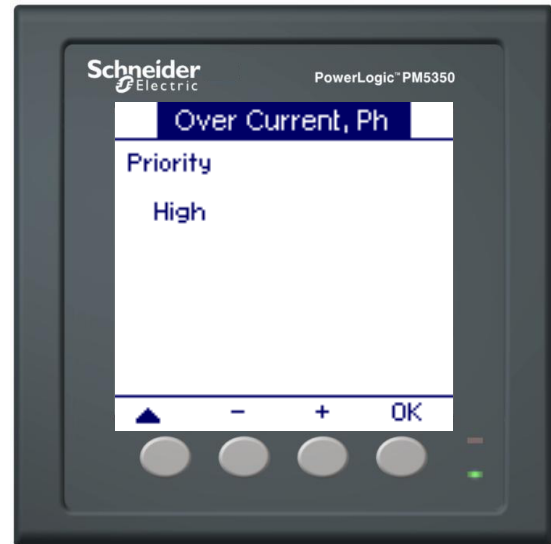 Schneider
Electric
PowerLogic™ PM5350
Over Current, Ph
Priority
High
- + OK